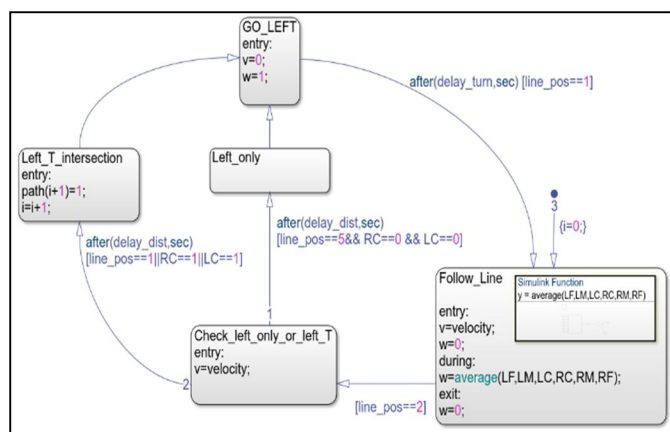 GO_LEFT
entry:
v=0;
w=1;
after(delay_turn,sec) [line_pos==1]
Left_T_intersection
entry:
path(i+1)=1;
i=i+1;
Left_only
after(delay_dist,sec)
[line_pos==5&& RC==0 && LC==0]
after(delay_dist,sec)
[line_pos==1||RC==1||LC==1]
3
{i=0;}
Follow_Line
Simulink Function
y = average(LF,LM,LC,RC,RM,RF)
entry:
v=velocity;
w=0;
during:
w=average(LF,LM,LC,RC,RM,RF);
exit:
w=0;
1
Check_left_only_or_left_T
entry:
v=velocity;
2
[line_pos==2]